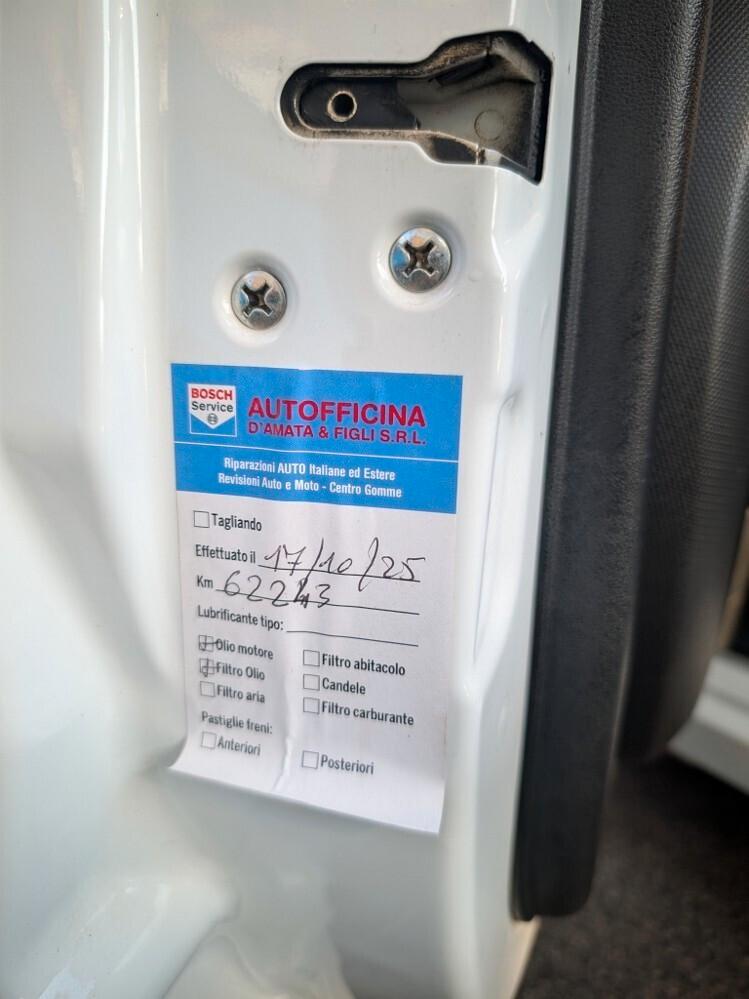 BOSCH
Service
AUTOFFICINA
D'AMATA & FIGLI S.R.L.
Riparazioni AUTO Italiane ed Estere
Revisioni Auto e Moto - Centro Gomme
Tagliando
Effettuato il 17/10/25
Km 62243
Lubrificante tipo:
Olio motore
Filtro Olio
Filtro aria
Filtro abitacolo
Candele
Filtro carburante
Pastiglie freni:
Anteriori
Posteriori